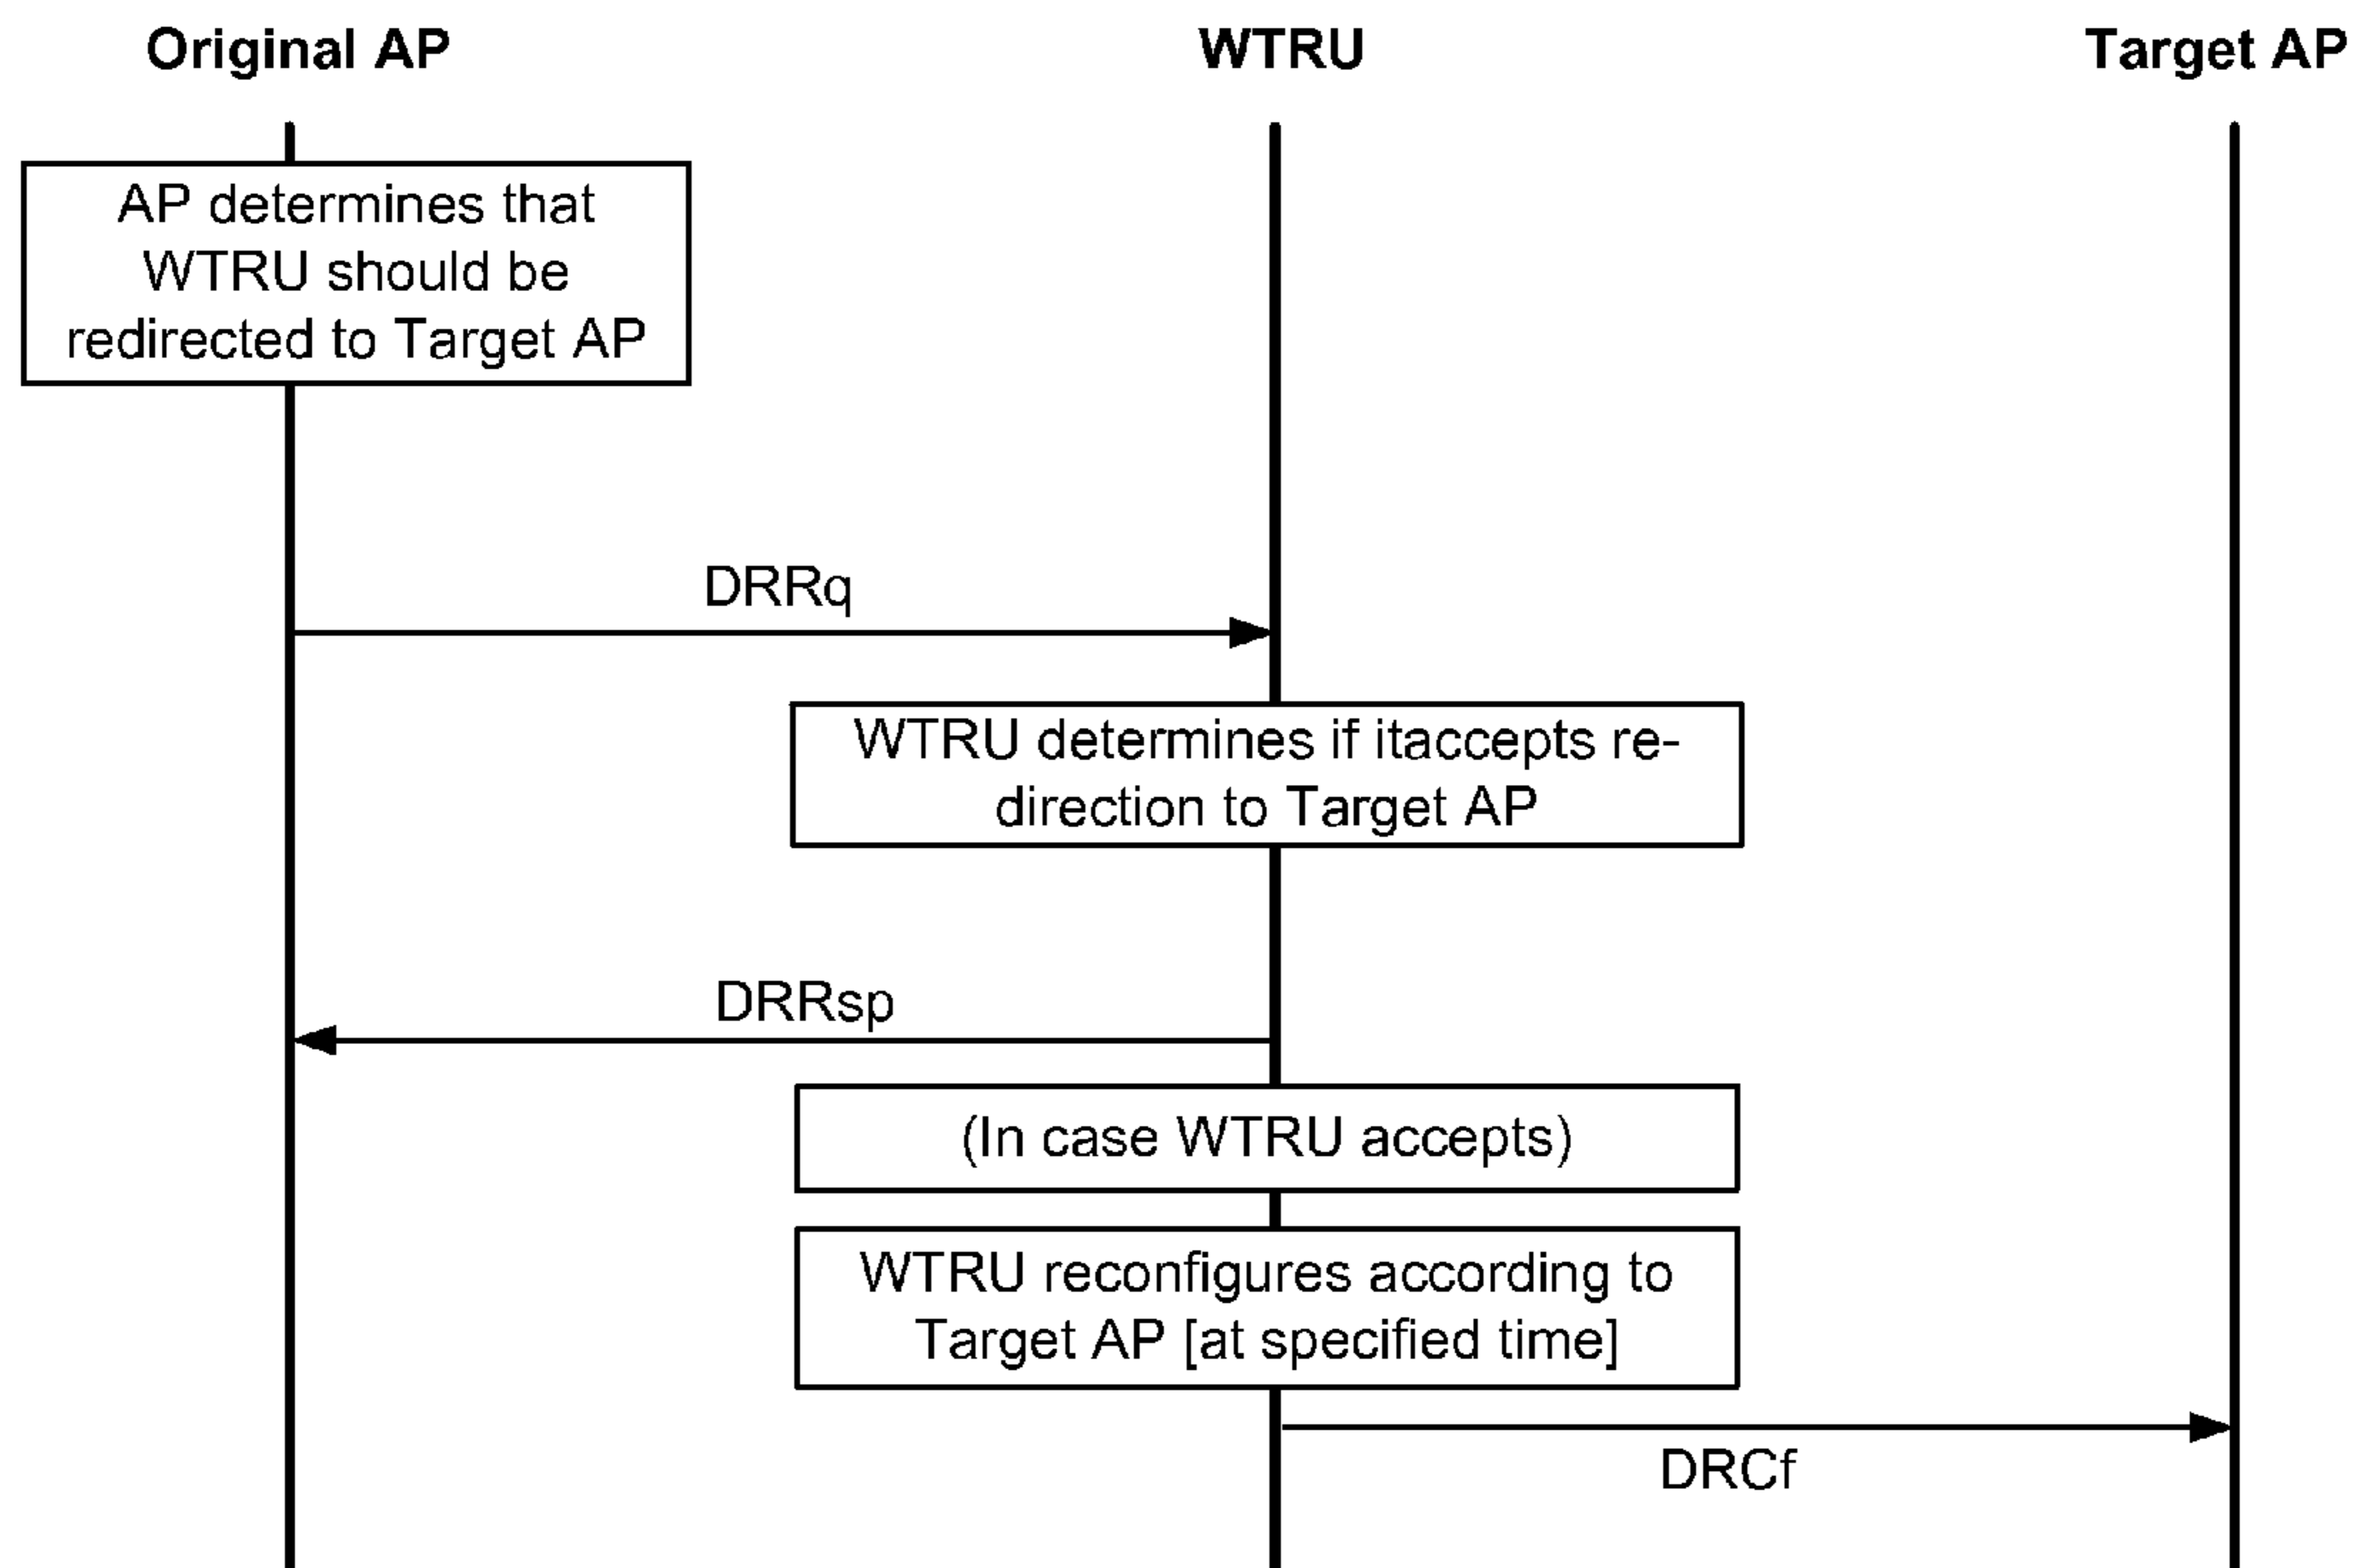 Original AP
WTRU
Target AP
AP determines that
WTRU should be
redirected to Target AP
DRRq
WTRU determines if itaccepts re-
direction to Target AP
DRRsp
(In case WTRU accepts)
WTRU reconfigures according to
Target AP [at specified time]
DRCf